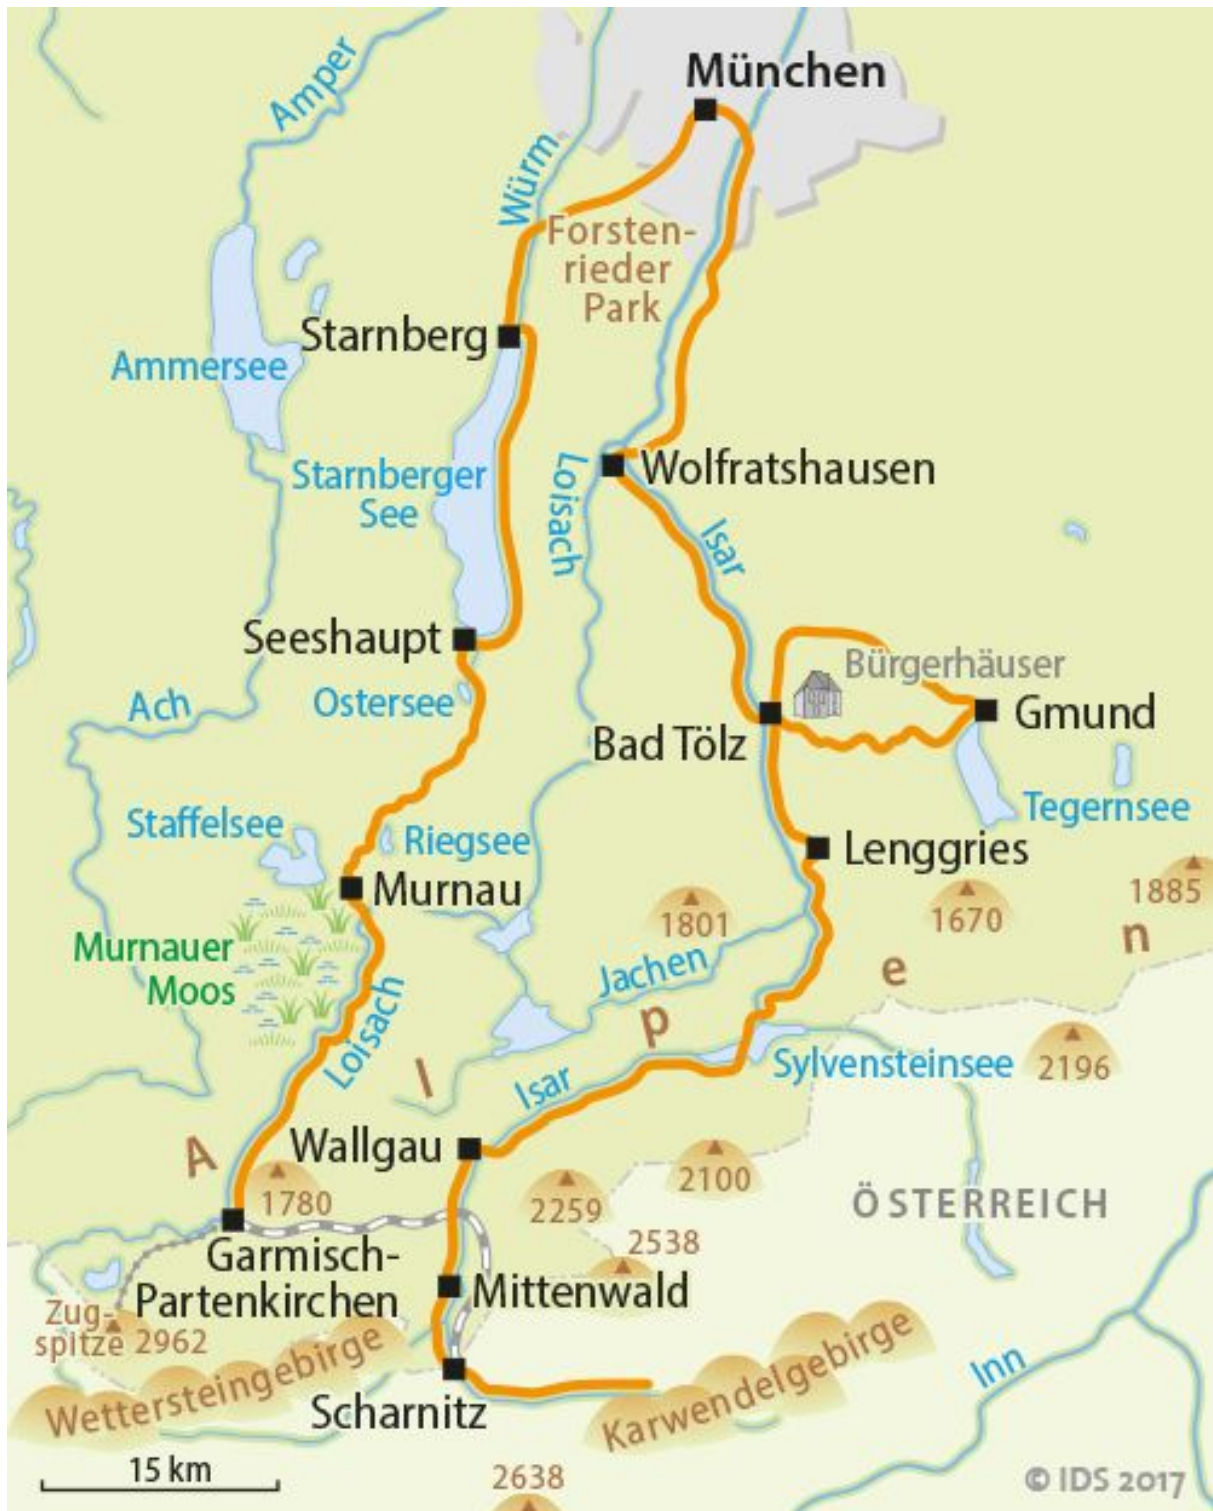 München
Amper
Würm
Forsten-
rieder
Park
Starnberg
Ammersee
Starnberger
See
Loisach
Wolfratshausen
Isar
Seeshaupt
Bürgerhäuser
Ach
Ostersee
Gmund
Bad Tölz
Tegernsee
Staffelsee
Riegsee
Lenggries
Murnau
1801
1670
1885
Murnauer
Moos
Jachen
Loisach
A l p e n
Isar
Sylvensteinsee
2196
Wallgau
1780
2259
2100
ÖSTERREICH
2538
Garmisch-
Partenkirchen
Mittenwald
Zug-
spitze 2962
Wettersteingebirge
Karwendelgebirge
Inn
Scharnitz
15 km
2638
© IDS 2017